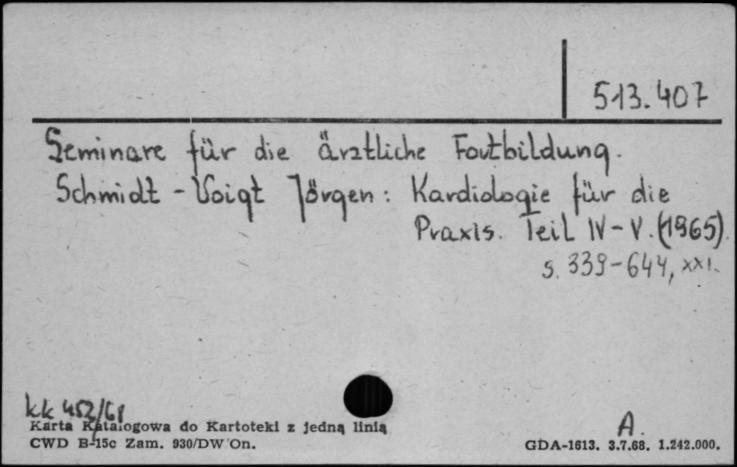 513.407
Seminare für die ärztliche Fortbildung.
Schmidt-Voigt Jörgen: Kardiologie für die
Praxis. Teil IV-V. (1965).
s. 339-644, XXI.
kk 452/61
Karta Katalogowa do Kartoteki z jedną linią
CWD B-15c Zam. 930/DW On.
A.
GDA-1613. 3.7.68. 1.242.000.